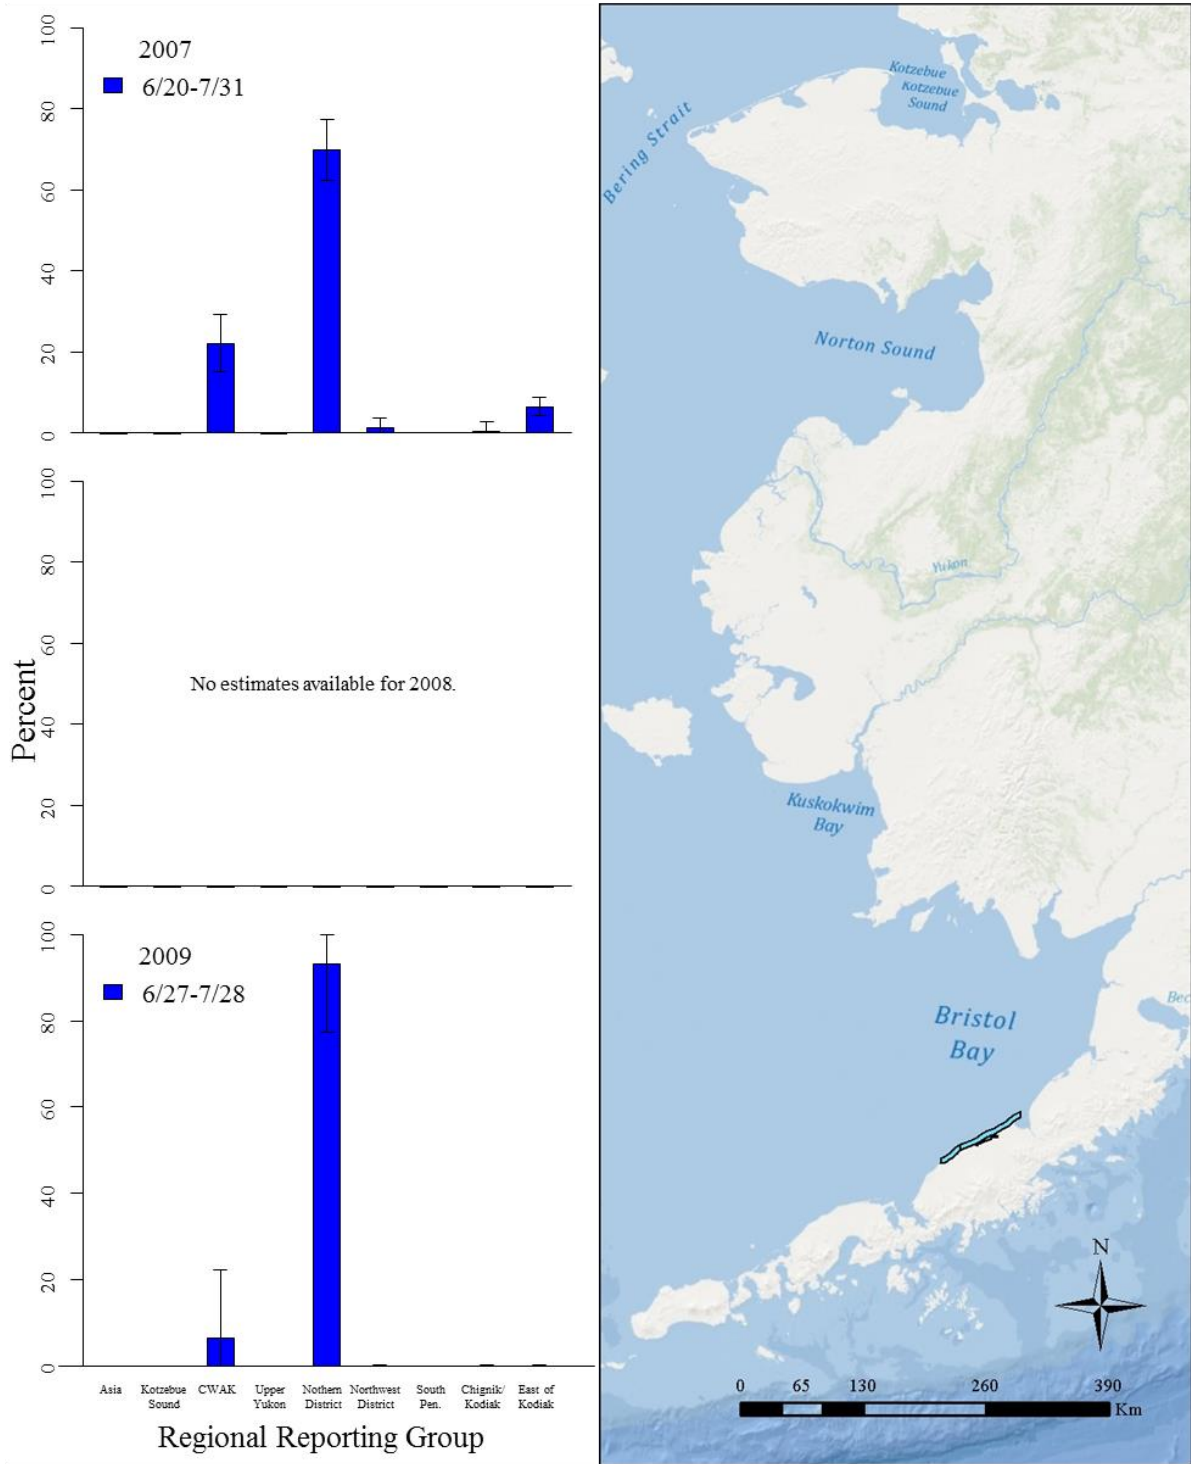 100
80
60
40
20
0
2007
6/20-7/31
100
80
60
40
20
0
No estimates available for 2008.
Percent
100
80
60
40
20
0
2009
6/27-7/28
Asia
Kotzebue
Sound
CWAK
Upper
Yukon
Nothern
District
Northwest
District
South
Pen.
Chignik/
Kodiak
East of
Kodiak
Regional Reporting Group
Kotzebue
Kotzebue
Sound
Bering Strait
Norton Sound
Yukon
Kuskokwim
Bay
Bristol
Bay
Bec
N
0 65 130 260 390
Km